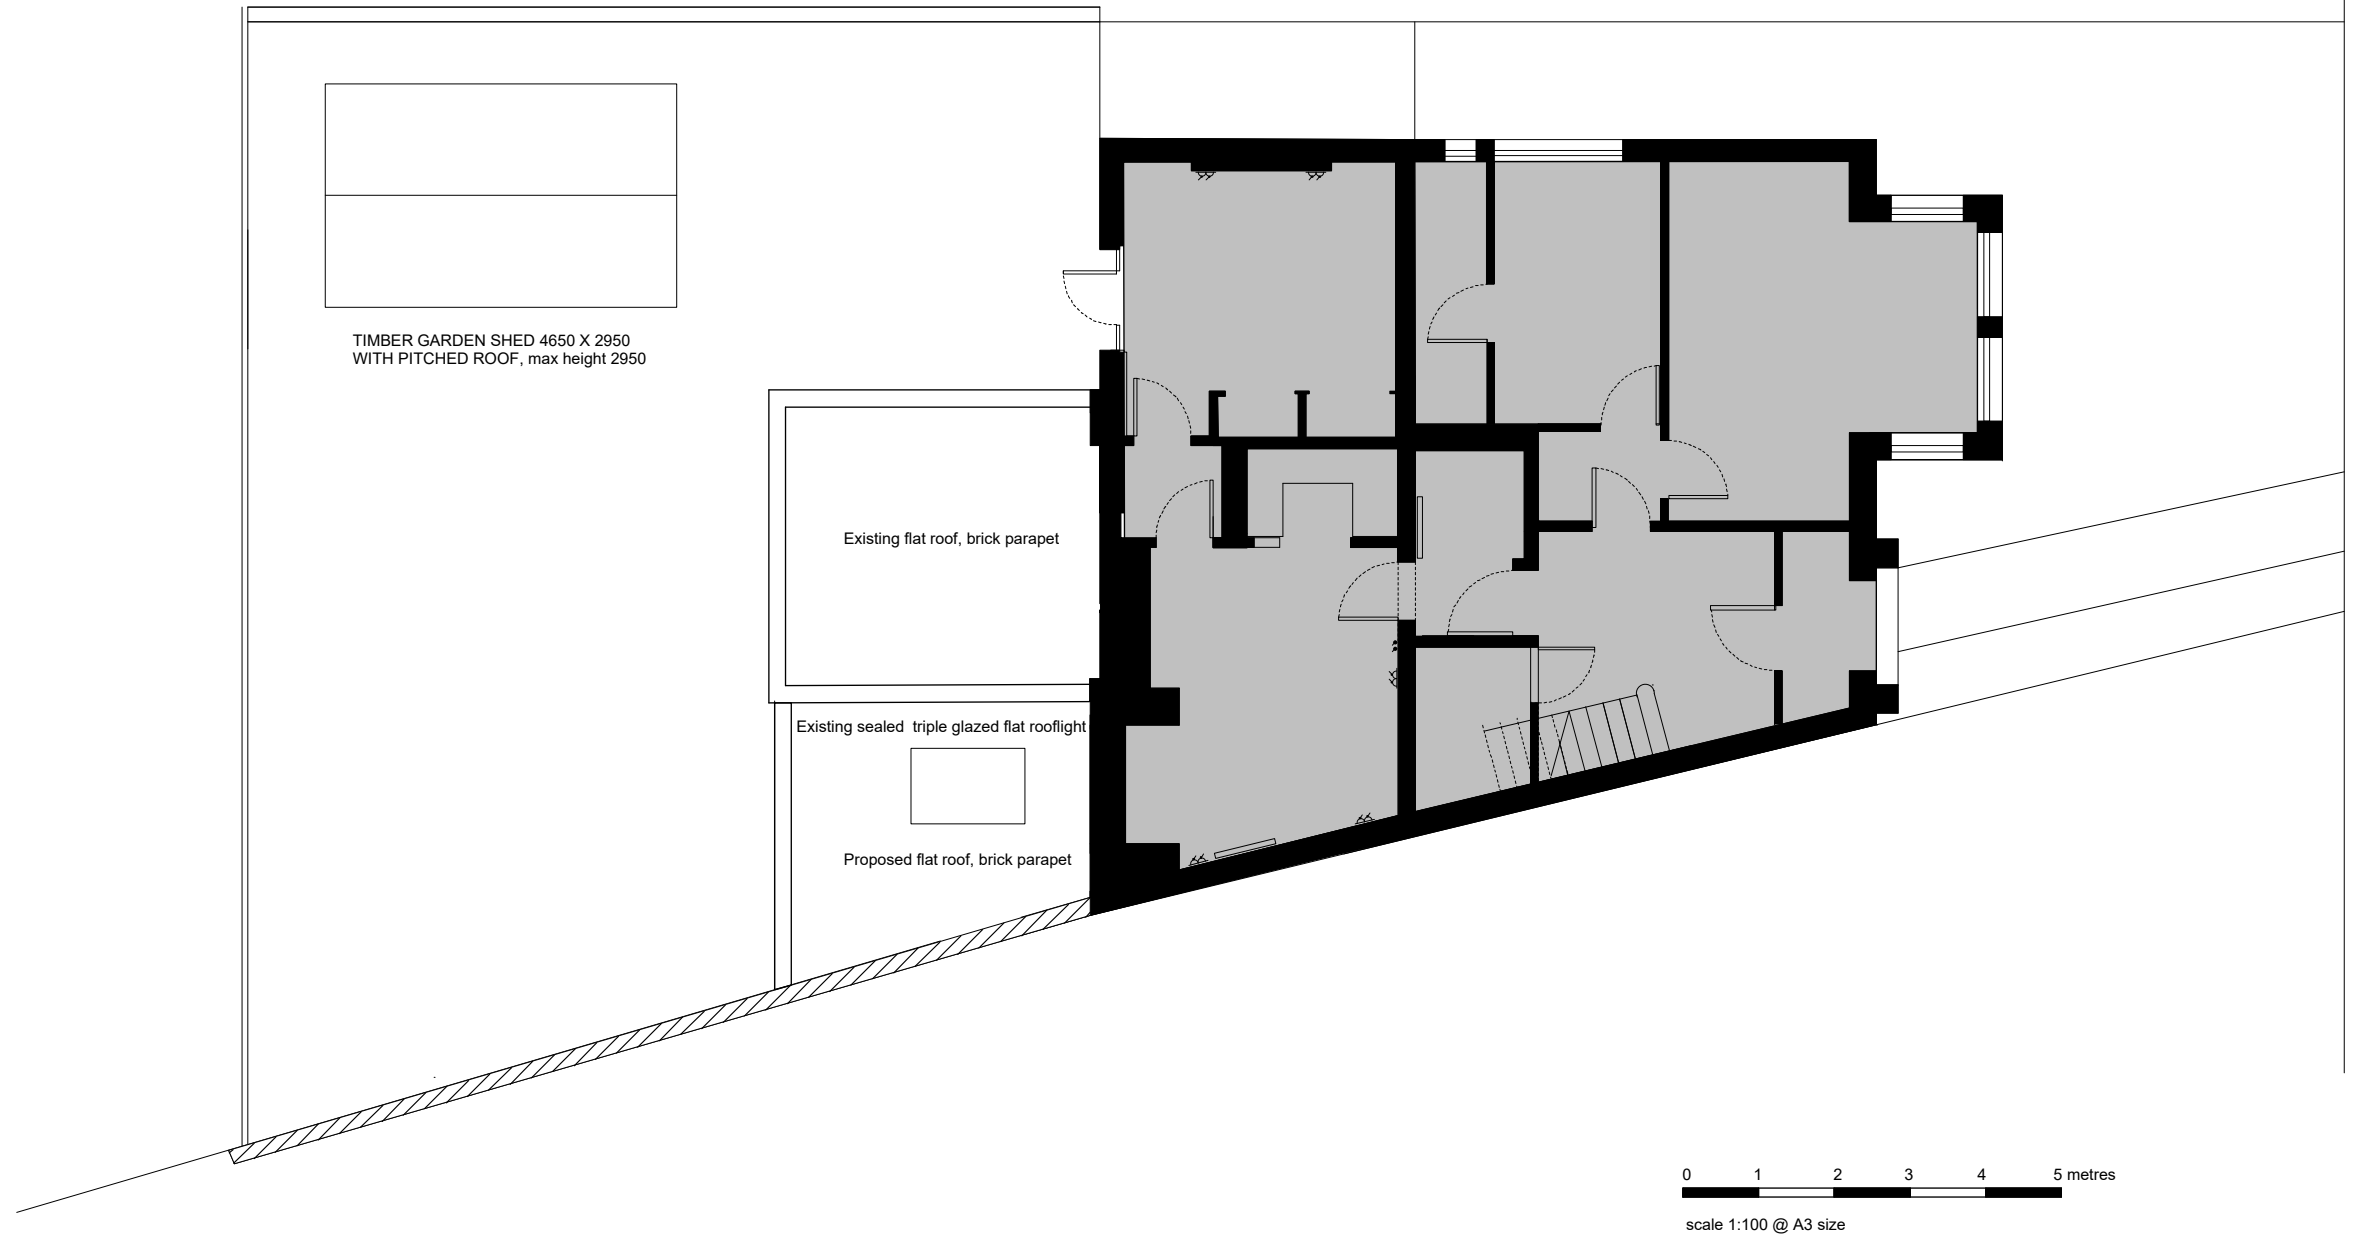 TIMBER GARDEN SHED 4650 X 2950
WITH PITCHED ROOF, max height 2950
Existing flat roof, brick parapet
Existing sealed triple glazed flat rooflight
Proposed flat roof, brick parapet
0 1 2 3 4 5 metres
scale 1:100 @ A3 size